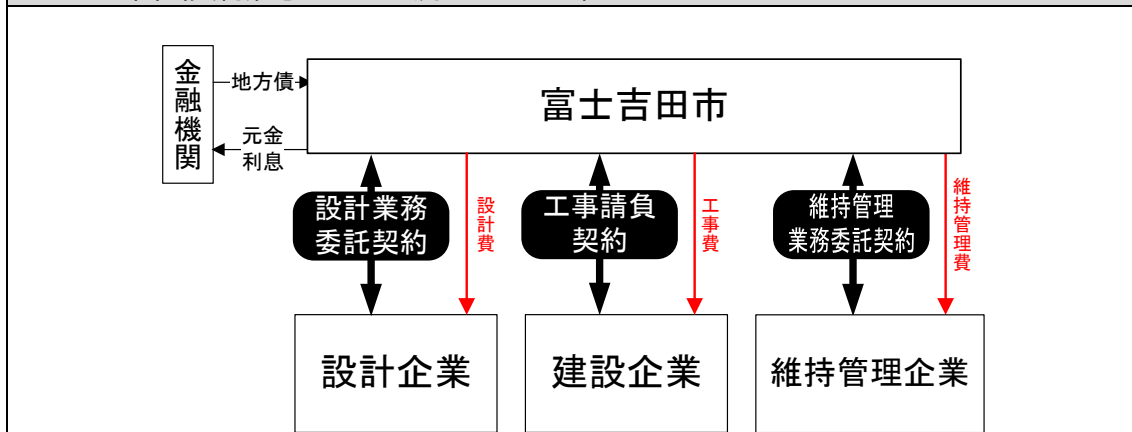 金融機関
地方債
富士吉田市
元金
利息
設計業務
委託契約
設計費
工事請負
契約
工事費
維持管理
業務委託契約
維持管理費
設計企業
建設企業
維持管理企業